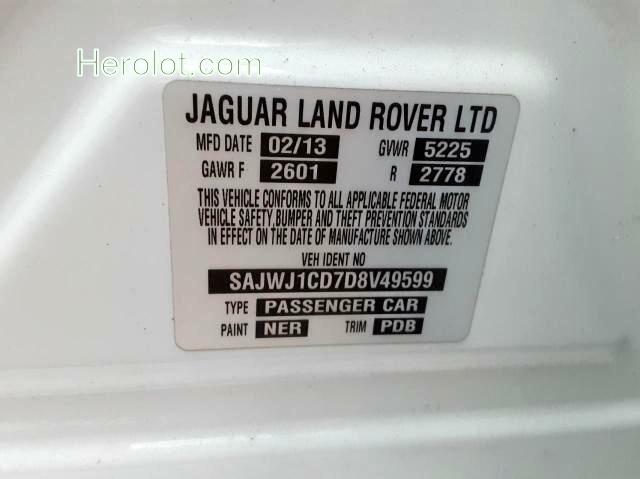 Herolot.com
JAGUAR LAND ROVER LTD
MFD DATE 02/13 GVWR 5225
GAWR F 2601 R 2778
THIS VEHICLE CONFORMS TO ALL APPLICABLE FEDERAL MOTOR
VEHICLE SAFETY, BUMPER AND THEFT PREVENTION STANDARDS
IN EFFECT ON THE DATE OF MANUFACTURE SHOWN ABOVE.
VEH IDENT NO
SAJWJ1CD7D8V49599
TYPE PASSENGER CAR
PAINT NER TRIM PDB